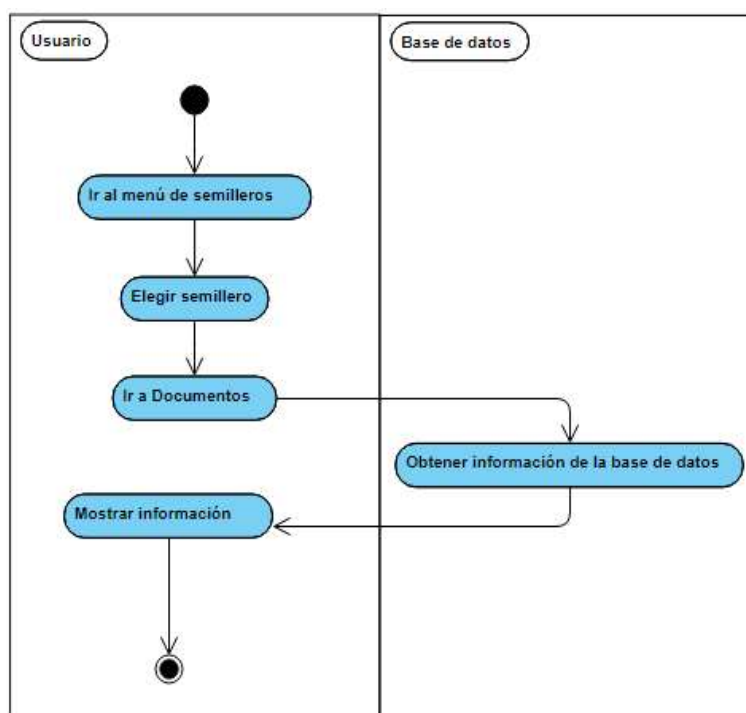 Usuario
Base de datos
Ir al menú de semilleros
Elegir semillero
Ir a Documentos
Obtener información de la base de datos
Mostrar información